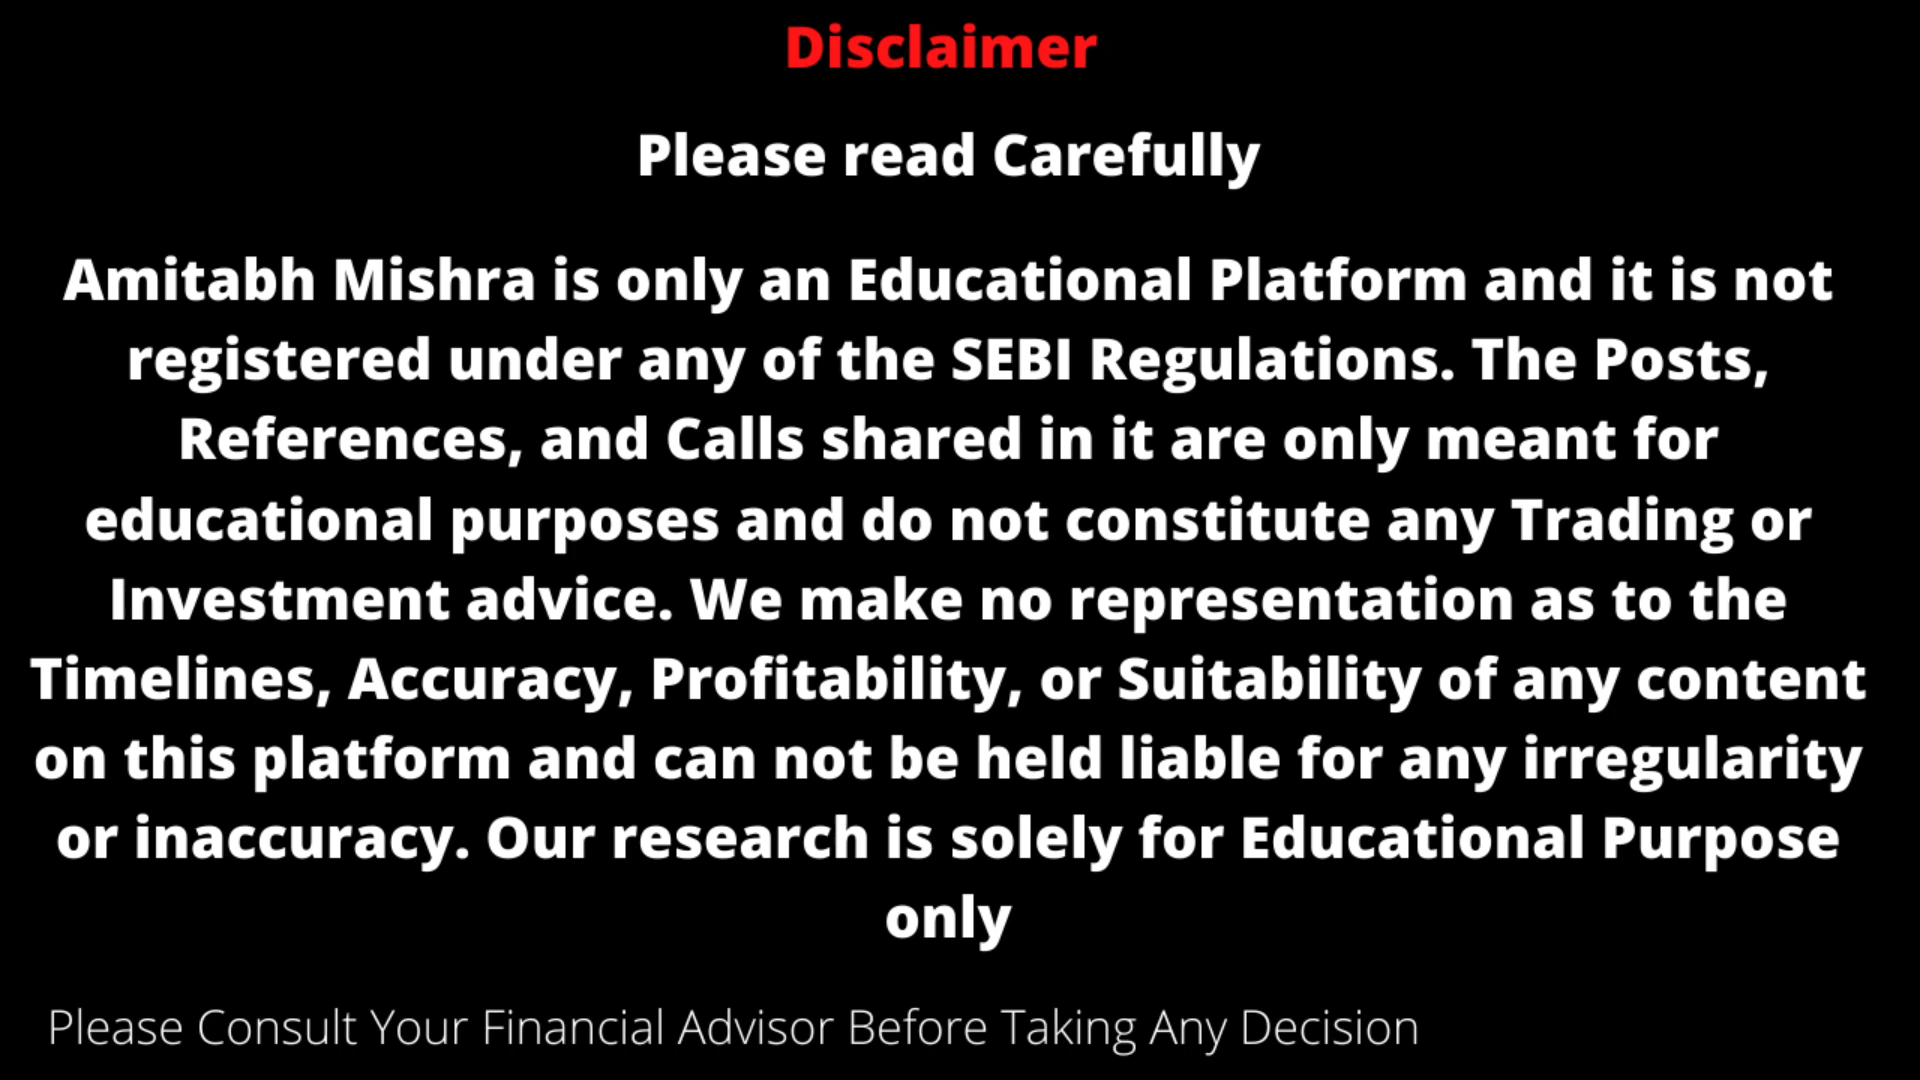 Disclaimer
Please read Carefully
Amitabh Mishra is only an Educational Platform and it is not
registered under any of the SEBI Regulations. The Posts,
References, and Calls shared in it are only meant for
educational purposes and do not constitute any Trading or
Investment advice. We make no representation as to the
Timelines, Accuracy, Profitability, or Suitability of any content
on this platform and can not be held liable for any irregularity
or inaccuracy. Our research is solely for Educational Purpose
only
Please Consult Your Financial Advisor Before Taking Any Decision